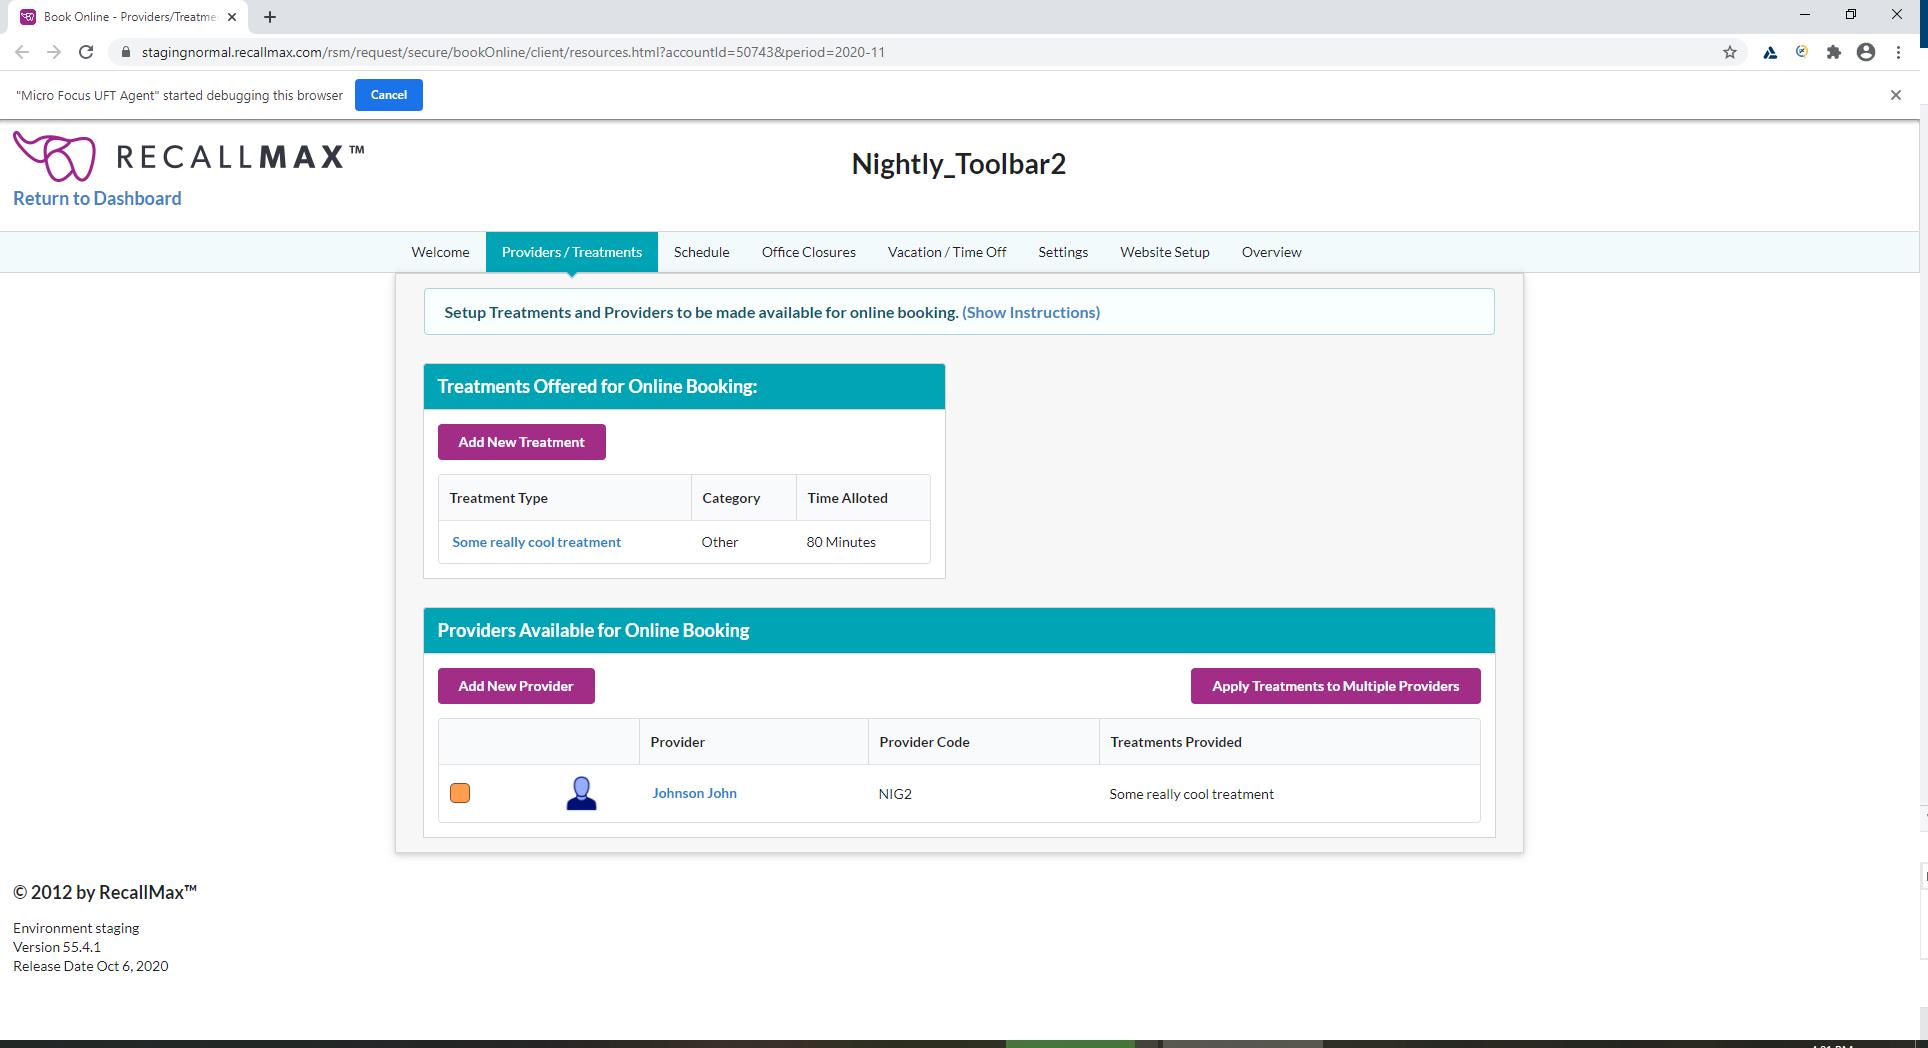 Book Online - Providers/Treatme
stagingnormal.recallmax.com/rsm/request/secure/bookOnline/client/resources.html?accountId=50743&period=2020-11
"Micro Focus UFT Agent" started debugging this browser
Cancel
RECALLMAX™
Nightly_Toolbar2
Return to Dashboard
Welcome
Providers / Treatments
Schedule
Office Closures
Vacation / Time Off
Settings
Website Setup
Overview
Setup Treatments and Providers to be made available for online booking. (Show Instructions)
Treatments Offered for Online Booking:
Add New Treatment
Treatment Type
Category
Time Alloted
Some really cool treatment
Other
80 Minutes
Providers Available for Online Booking
Add New Provider
Apply Treatments to Multiple Providers
Provider
Provider Code
Treatments Provided
Johnson John
NIG2
Some really cool treatment
© 2012 by RecallMax™
Environment staging
Version 55.4.1
Release Date Oct 6, 2020